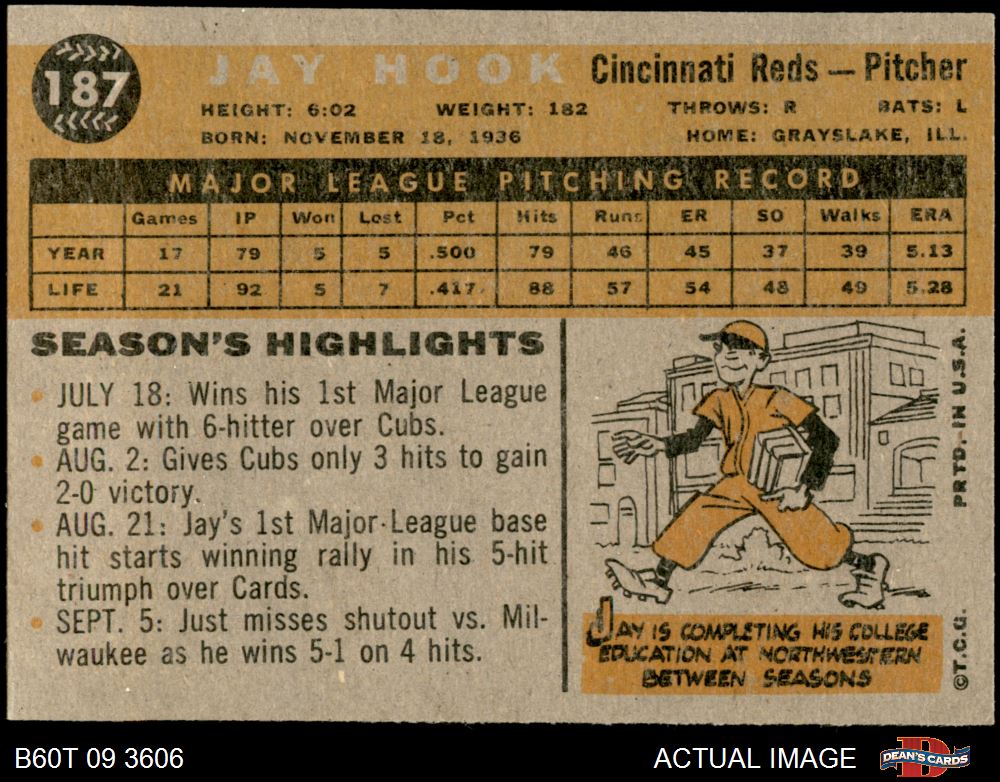 187
JAY HOOK Cincinnati Reds — Pitcher
HEIGHT: 6:02 WEIGHT: 182 THROWS: R BATS: L
BORN: NOVEMBER 18, 1936 HOME: GRAYSLAKE, ILL.
MAJOR LEAGUE PITCHING RECORD
Games IP Won Lost Pct Hits Runs ER SO Walks ERA
YEAR 17 79 5 5 .500 79 46 45 37 39 5.13
LIFE 21 92 5 7 .417 88 57 54 48 49 5.28
SEASON'S HIGHLIGHTS
• JULY 18: Wins his 1st Major League
game with 6-hitter over Cubs.
• AUG. 2: Gives Cubs only 3 hits to gain
2-0 victory.
• AUG. 21: Jay's 1st Major League base
hit starts winning rally in his 5-hit
triumph over Cards.
• SEPT. 5: Just misses shutout vs. Mil-
waukee as he wins 5-1 on 4 hits.
JAY IS COMPLETING HIS COLLEGE
EDUCATION AT NORTHWESTERN
BETWEEN SEASONS
©T.C.G. PRTD. IN U.S.A.
B60T 09 3606 ACTUAL IMAGE DEAN'S CARDS